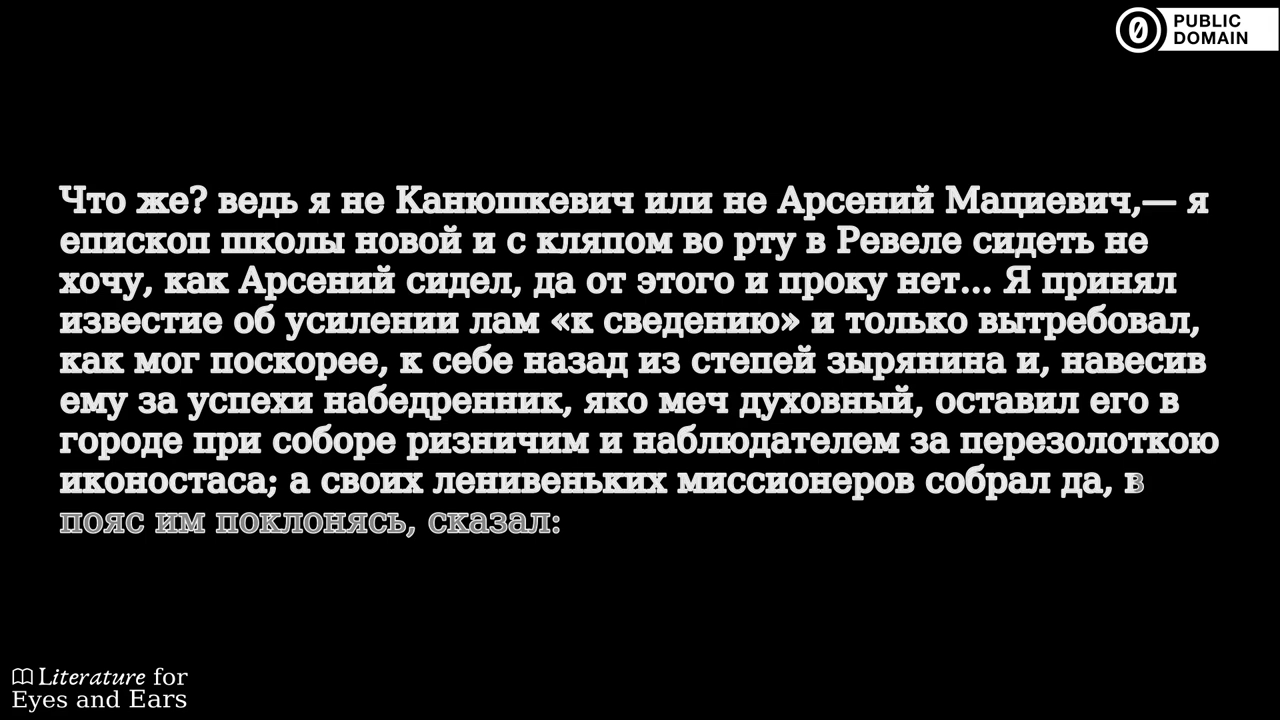 PUBLIC
DOMAIN
Что же? ведь я не Канюшкевич или не Арсений Мациевич,— я
епископ школы новой и с кляпом во рту в Ревеле сидеть не
хочу, как Арсений сидел, да от этого и проку нет... Я принял
известие об усилении лам «к сведению» и только вытребовал,
как мог поскорее, к себе назад из степей зырянина и, навесив
ему за успехи набедренник, яко меч духовный, оставил его в
городе при соборе ризничим и наблюдателем за перезолоткою
иконостаса; а своих ленивеньких миссионеров собрал да, в
пояс им поклонясь, сказал:
Literature for
Eyes and Ears